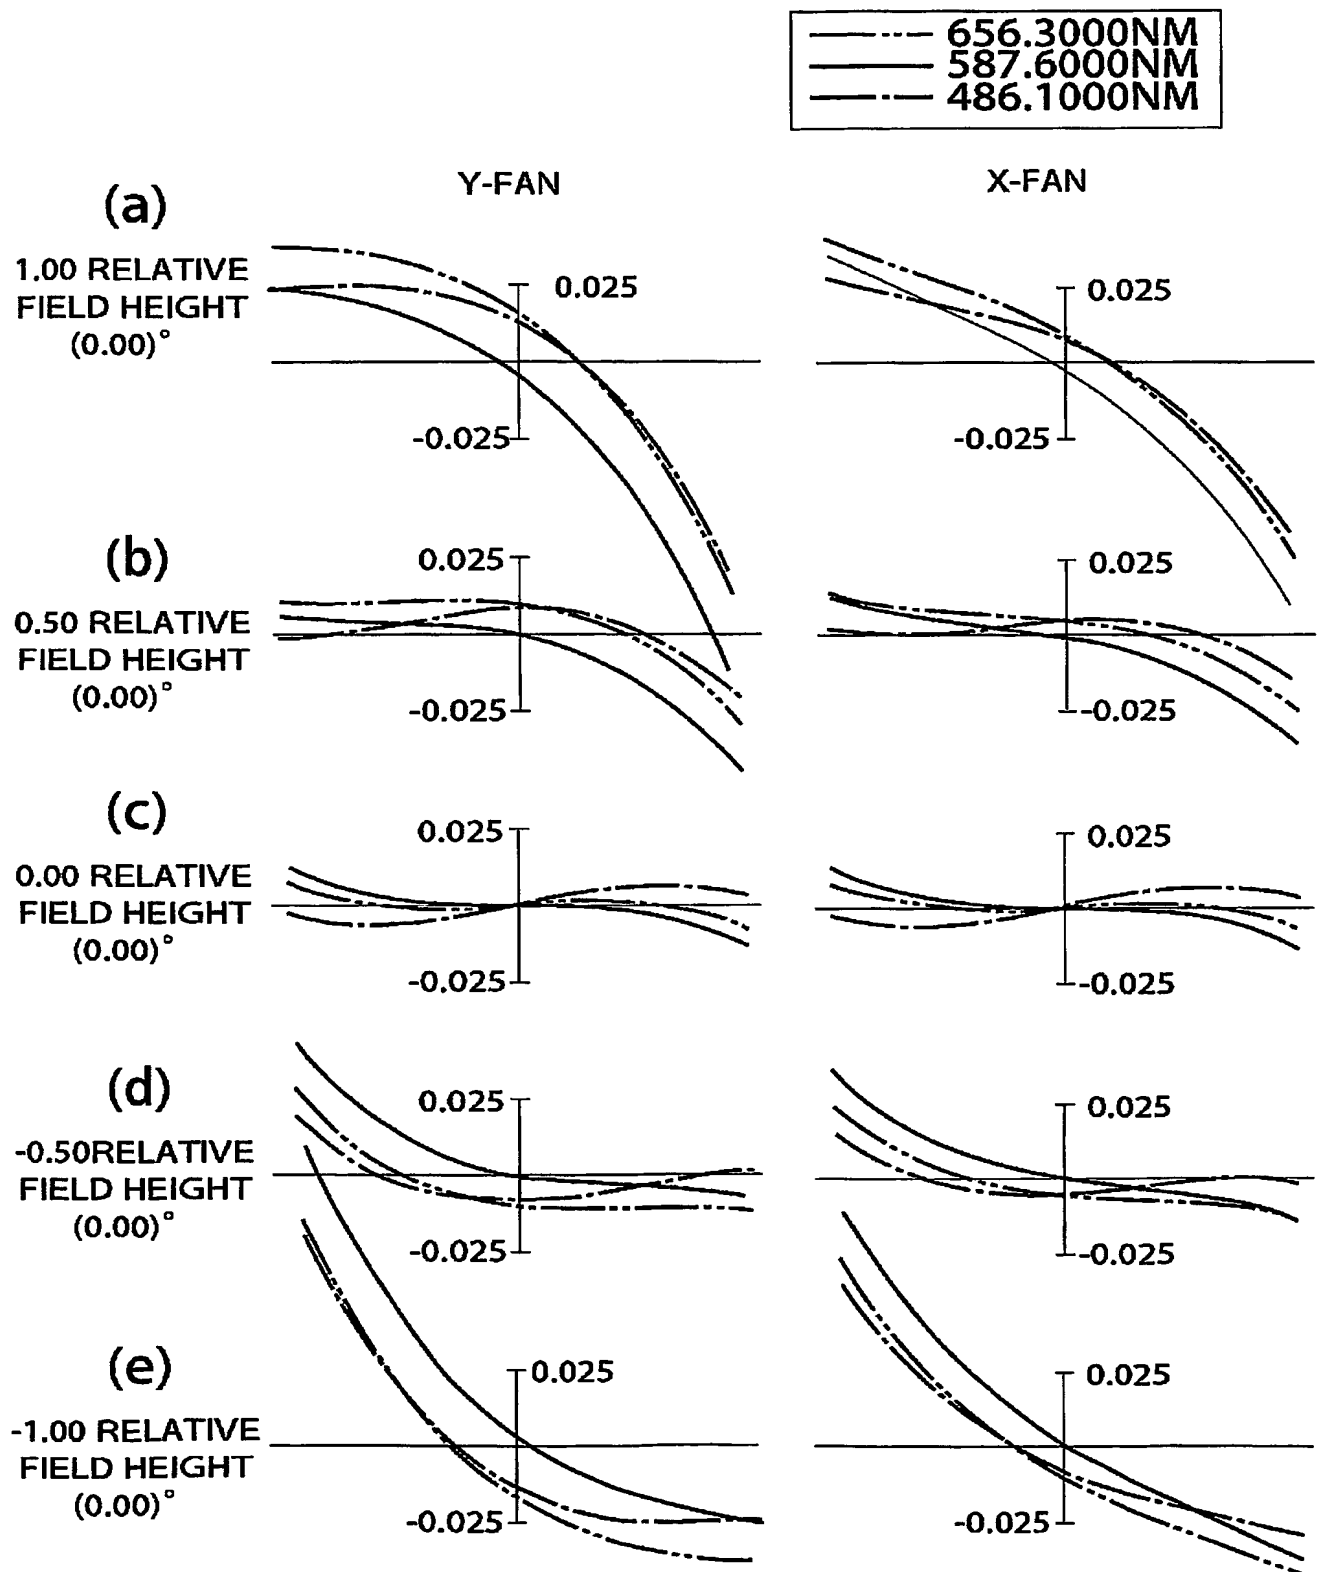 656.3000NM
587.6000NM
486.1000NM
Y-FAN
X-FAN
(a)
1.00 RELATIVE
FIELD HEIGHT
(0.00)°
0.025
-0.025
0.025
-0.025
(b)
0.50 RELATIVE
FIELD HEIGHT
(0.00)°
0.025
-0.025
0.025
-0.025
(c)
0.00 RELATIVE
FIELD HEIGHT
(0.00)°
0.025
-0.025
0.025
-0.025
(d)
-0.50RELATIVE
FIELD HEIGHT
(0.00)°
0.025
-0.025
0.025
-0.025
(e)
-1.00 RELATIVE
FIELD HEIGHT
(0.00)°
0.025
-0.025
0.025
-0.025